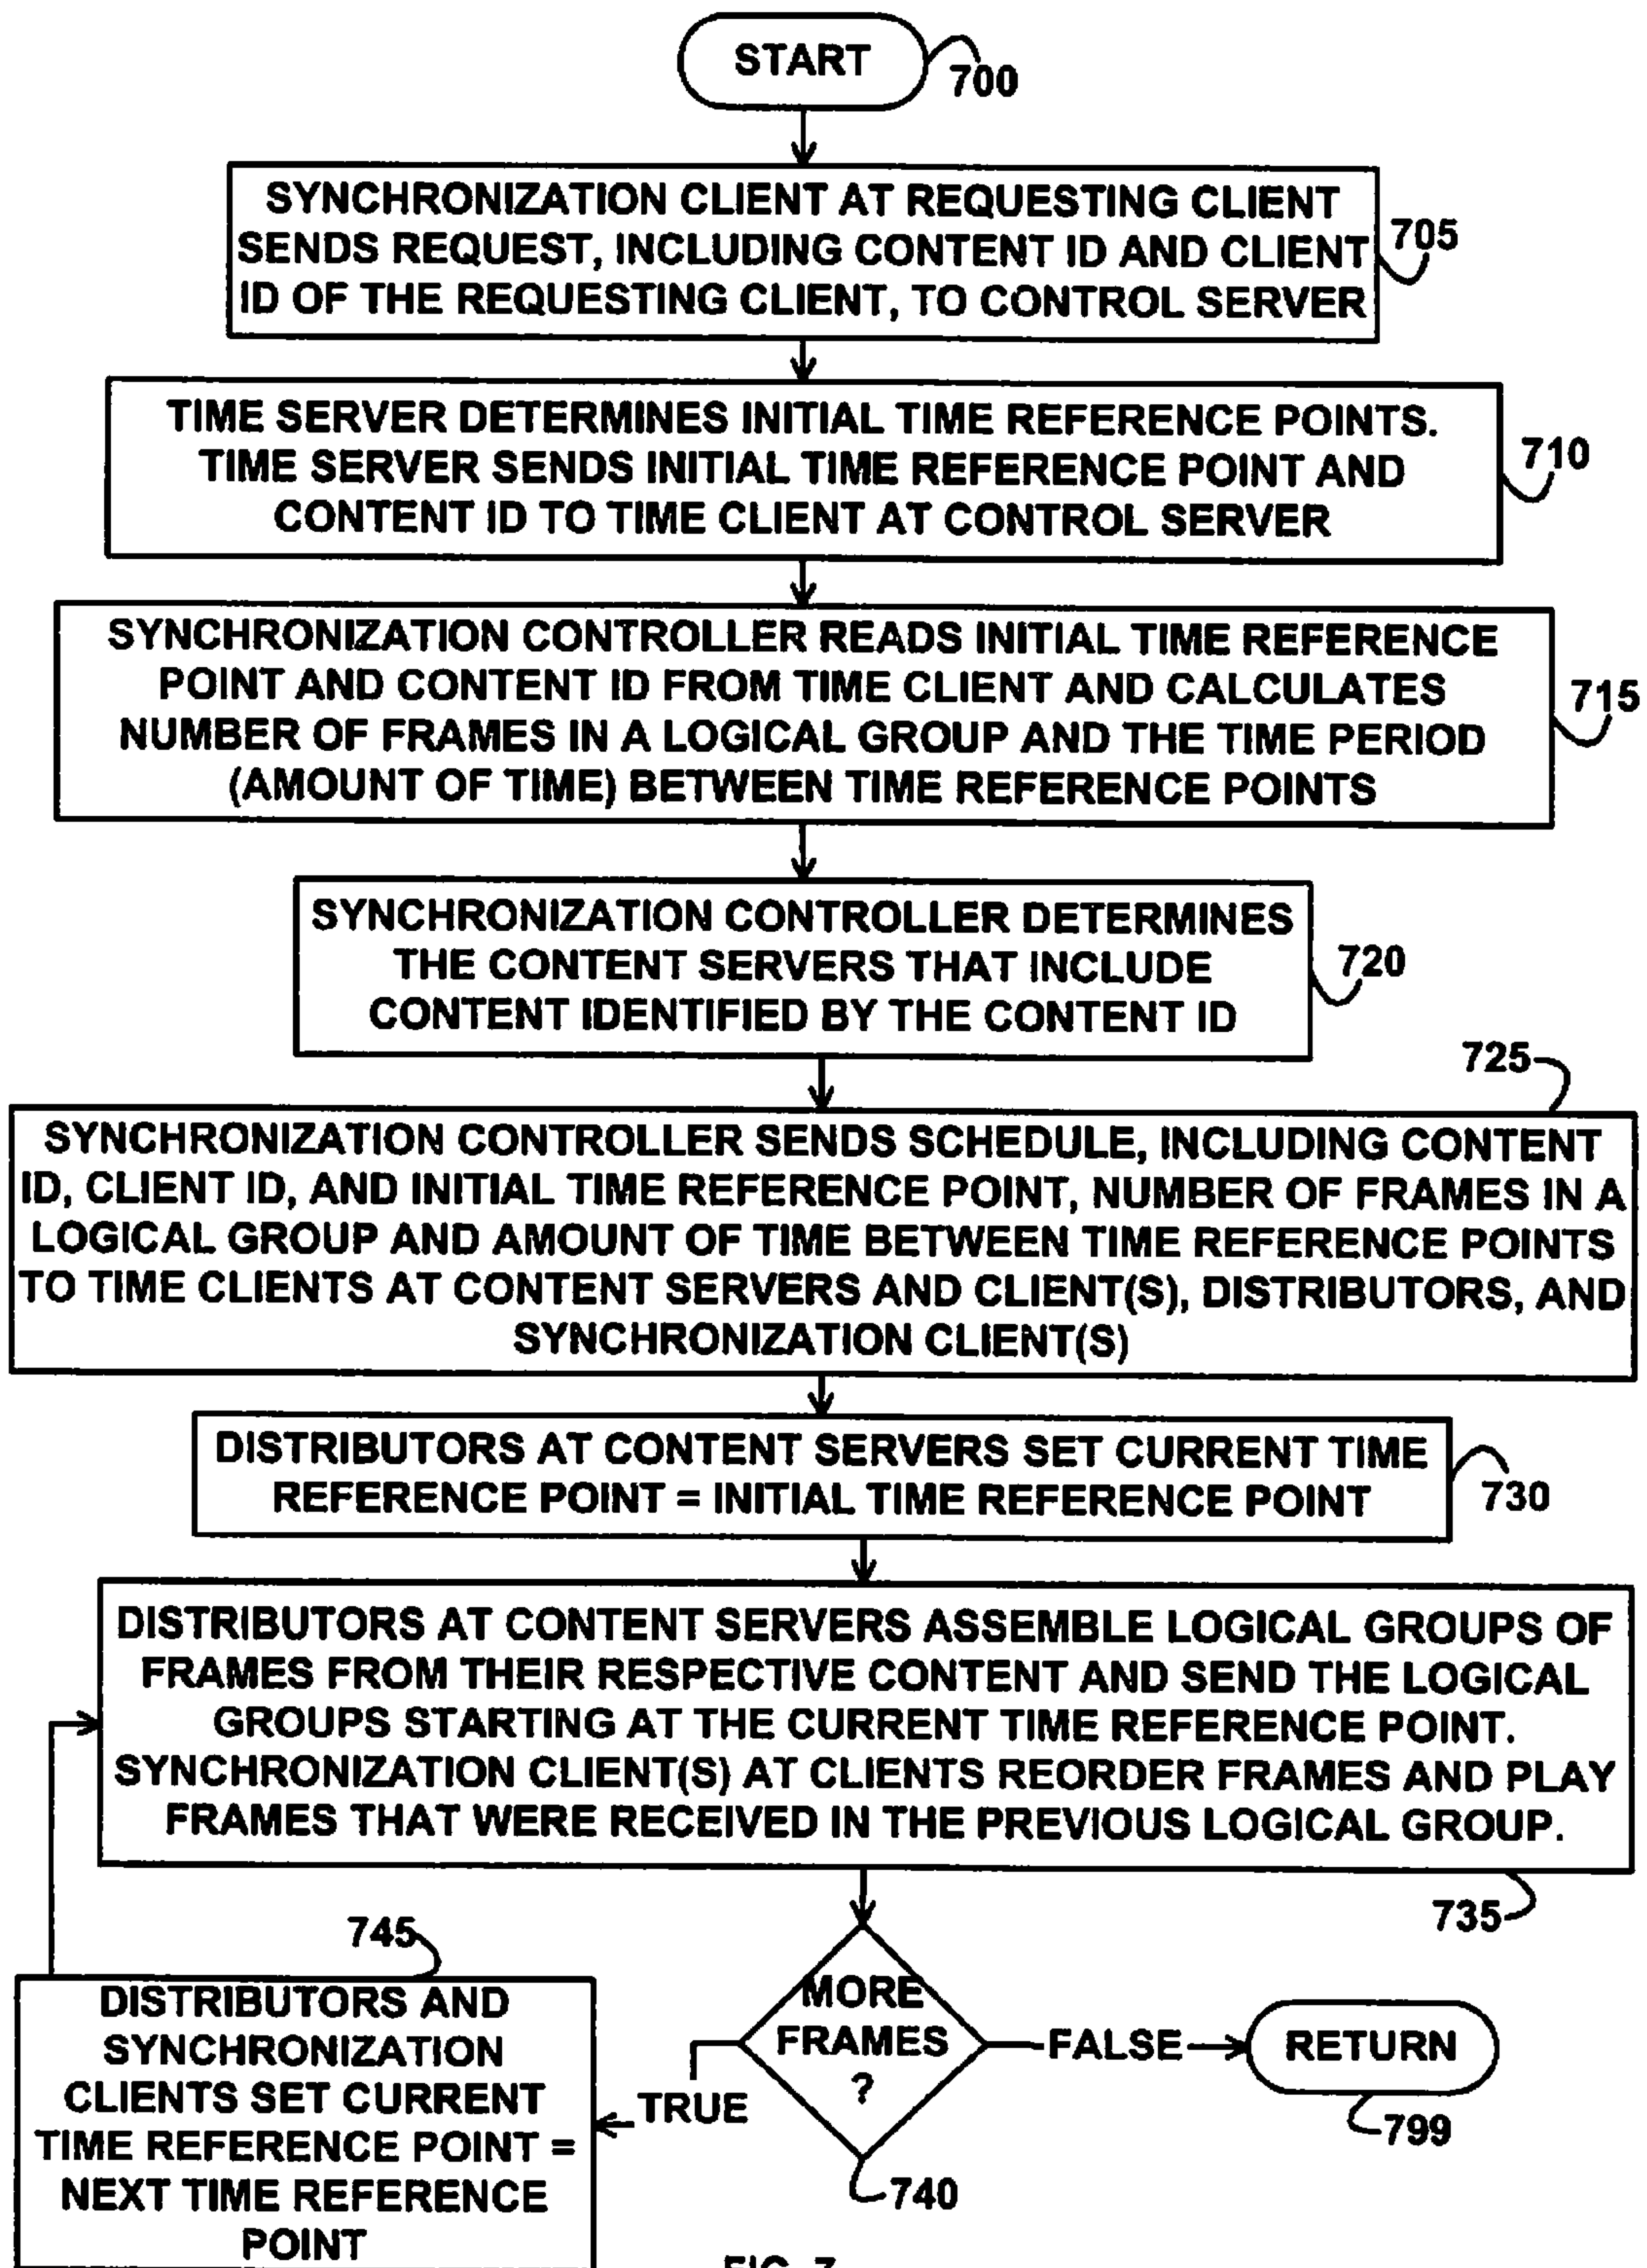 START
700
SYNCHRONIZATION CLIENT AT REQUESTING CLIENT
SENDS REQUEST, INCLUDING CONTENT ID AND CLIENT
ID OF THE REQUESTING CLIENT, TO CONTROL SERVER
705
TIME SERVER DETERMINES INITIAL TIME REFERENCE POINTS.
TIME SERVER SENDS INITIAL TIME REFERENCE POINT AND
CONTENT ID TO TIME CLIENT AT CONTROL SERVER
710
SYNCHRONIZATION CONTROLLER READS INITIAL TIME REFERENCE
POINT AND CONTENT ID FROM TIME CLIENT AND CALCULATES
NUMBER OF FRAMES IN A LOGICAL GROUP AND THE TIME PERIOD
(AMOUNT OF TIME) BETWEEN TIME REFERENCE POINTS
715
SYNCHRONIZATION CONTROLLER DETERMINES
THE CONTENT SERVERS THAT INCLUDE
CONTENT IDENTIFIED BY THE CONTENT ID
720
725
SYNCHRONIZATION CONTROLLER SENDS SCHEDULE, INCLUDING CONTENT
ID, CLIENT ID, AND INITIAL TIME REFERENCE POINT, NUMBER OF FRAMES IN A
LOGICAL GROUP AND AMOUNT OF TIME BETWEEN TIME REFERENCE POINTS
TO TIME CLIENTS AT CONTENT SERVERS AND CLIENT(S), DISTRIBUTORS, AND
SYNCHRONIZATION CLIENT(S)
DISTRIBUTORS AT CONTENT SERVERS SET CURRENT TIME
REFERENCE POINT = INITIAL TIME REFERENCE POINT
730
DISTRIBUTORS AT CONTENT SERVERS ASSEMBLE LOGICAL GROUPS OF
FRAMES FROM THEIR RESPECTIVE CONTENT AND SEND THE LOGICAL
GROUPS STARTING AT THE CURRENT TIME REFERENCE POINT.
SYNCHRONIZATION CLIENT(S) AT CLIENTS REORDER FRAMES AND PLAY
FRAMES THAT WERE RECEIVED IN THE PREVIOUS LOGICAL GROUP.
735
745
DISTRIBUTORS AND
SYNCHRONIZATION
CLIENTS SET CURRENT
TIME REFERENCE POINT =
NEXT TIME REFERENCE
POINT
TRUE
MORE
FRAMES
?
740
FALSE
RETURN
799